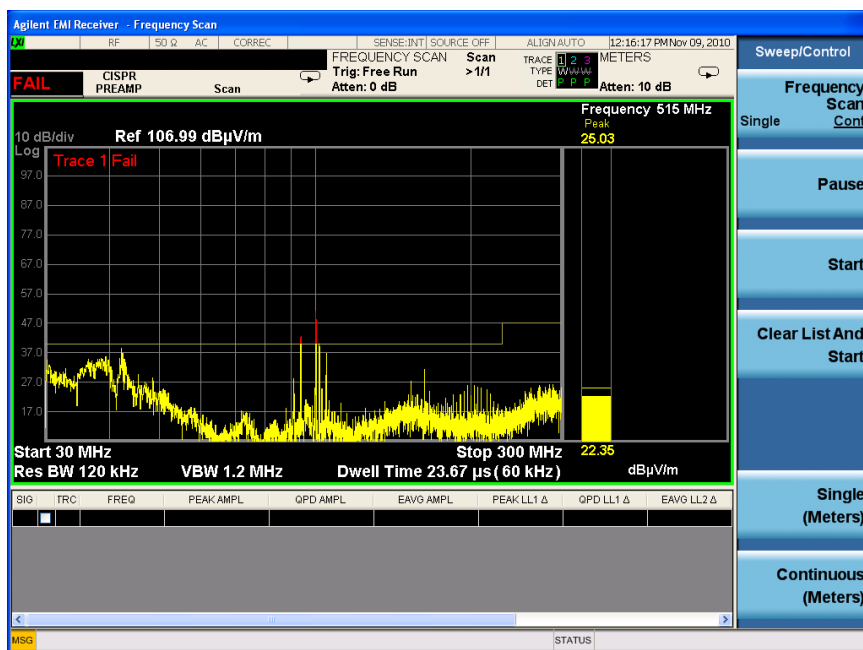 Agilent EMI Receiver - Frequency Scan
LXI RF 50 Ω AC CORREC SENSE:INT SOURCE OFF ALIGN AUTO 12:16:17 PM Nov 09, 2010
FREQUENCY SCAN Scan TRACE 1 2 3 METERS
FAIL CISPR PREAMP Scan Trig: Free Run >1/1 TYPE W W W
Atten: 0 dB DET P P P Atten: 10 dB
Frequency 515 MHz
Peak
25.03
10 dB/div Ref 106.99 dBµV/m
Log
Trace 1 Fail
97.0
87.0
77.0
67.0
57.0
47.0
37.0
27.0
17.0
Start 30 MHz Stop 300 MHz 22.35
Res BW 120 kHz VBW 1.2 MHz Dwell Time 23.67 µs (60 kHz) dBµV/m
SIG TRC FREQ PEAK AMPL QPD AMPL EAVG AMPL PEAK LL1 Δ QPD LL1 Δ EAVG LL2 Δ
MSG STATUS
Sweep/Control
Frequency
Scan
Single Cont
Pause
Start
Clear List And
Start
Single
(Meters)
Continuous
(Meters)